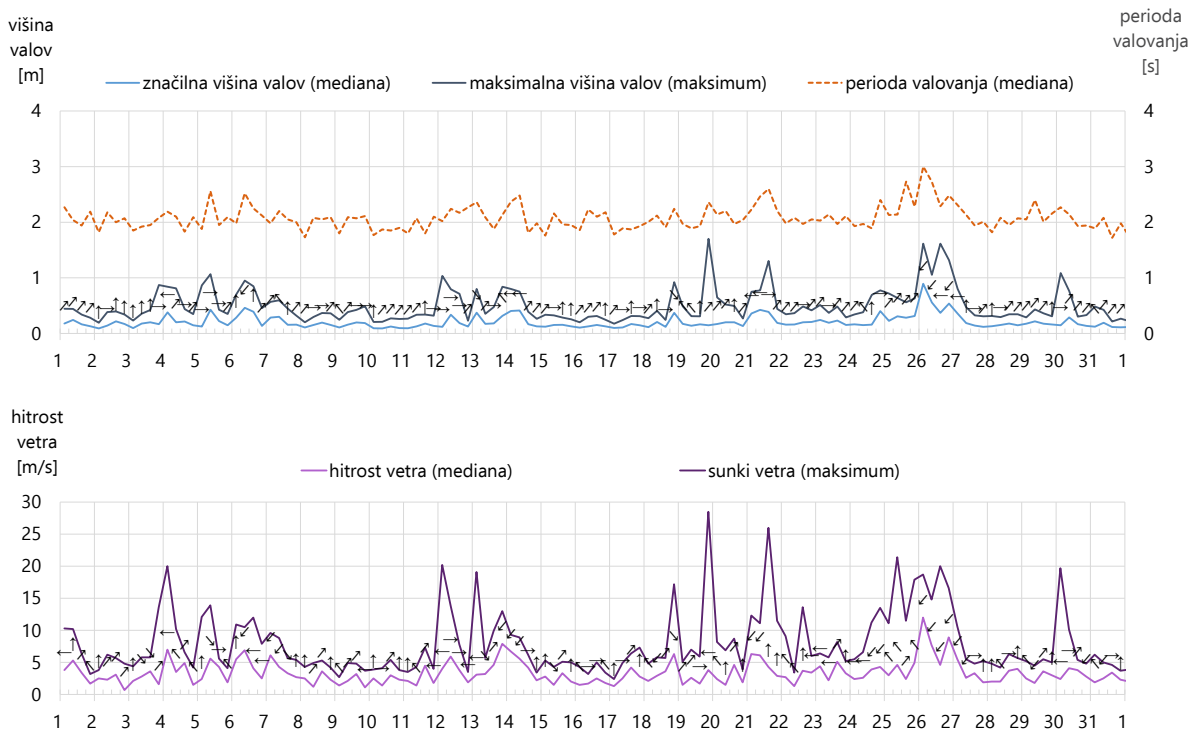 višina
valov
[m]
perioda
valovanja
[s]
značilna višina valov (mediana)
maksimalna višina valov (maksimum)
perioda valovanja (mediana)
4 4
3 3
2 2
1 1
0 0
1 2 3 4 5 6 7 8 9 10 11 12 13 14 15 16 17 18 19 20 21 22 23 24 25 26 27 28 29 30 31 1
hitrost
vetra
[m/s]
hitrost vetra (mediana)
sunki vetra (maksimum)
30
25
20
15
10
5
0
1 2 3 4 5 6 7 8 9 10 11 12 13 14 15 16 17 18 19 20 21 22 23 24 25 26 27 28 29 30 31 1